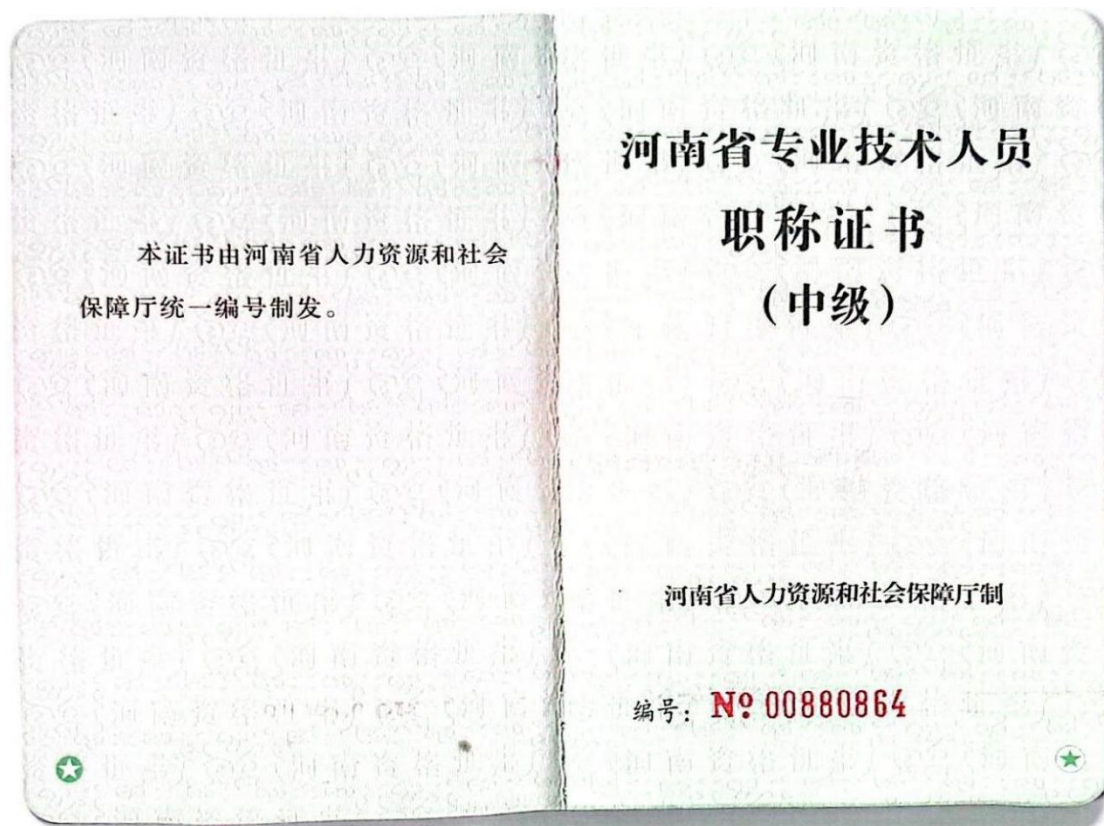 本证书由河南省人力资源和社会
保障厅统一编号制发。
河南省专业技术人员
职称证书
（中级）
河南省人力资源和社会保障厅制
编号：№ 00880864